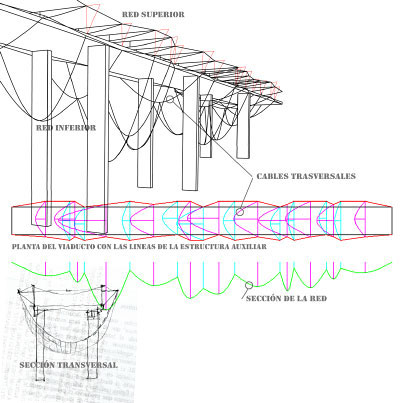 RED SUPERIOR
RED INFERIOR
CABLES TRASVERSALES
PLANTA DEL VIADUCTO CON LAS LINEAS DE LA ESTRUCTURA AUXILIAR
SECCIÓN DE LA RED
SECCIÓN TRANSVERSAL